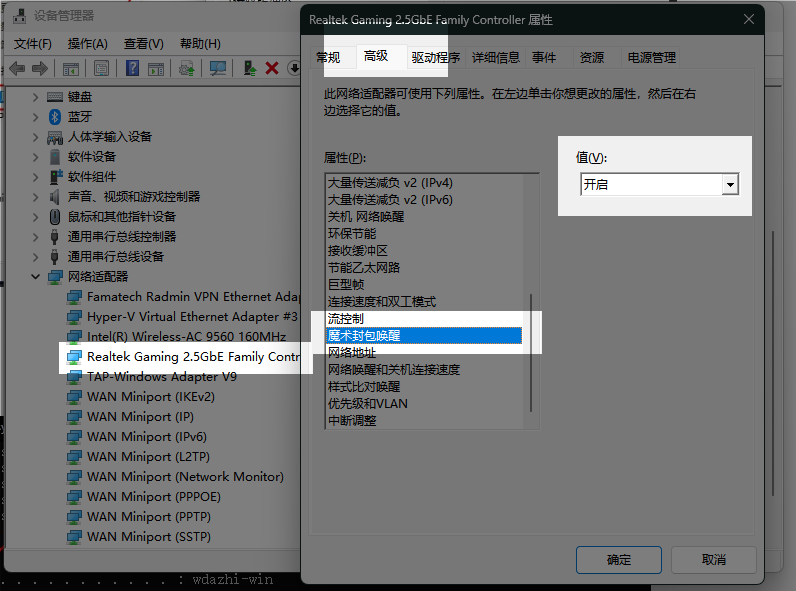 设备管理器
文件(F) 操作(A) 查看(V) 帮助(H)
键盘
蓝牙
人体学输入设备
软件设备
软件组件
声音、视频和游戏控制器
鼠标和其他指针设备
通用串行总线控制器
通用串行总线设备
网络适配器
Famatech Radmin VPN Ethernet Ada
Hyper-V Virtual Ethernet Adapter #3
Intel(R) Wireless-AC 9560 160MHz
Realtek Gaming 2.5GbE Family Contr
TAP-Windows Adapter V9
WAN Miniport (IKEv2)
WAN Miniport (IP)
WAN Miniport (IPv6)
WAN Miniport (L2TP)
WAN Miniport (Network Monitor)
WAN Miniport (PPPOE)
WAN Miniport (PPTP)
WAN Miniport (SSTP)
Realtek Gaming 2.5GbE Family Controller 属性
常规 高级 驱动程序 详细信息 事件 资源 电源管理
此网络适配器可使用下列属性。在左边单击你想更改的属性，然后在右
边选择它的值。
属性(P):
值(V):
开启
大量传送减负 v2 (IPv4)
大量传送减负 v2 (IPv6)
关机 网络唤醒
环保节能
接收缓冲区
节能乙太网路
巨型帧
连接速度和双工模式
流控制
魔术封包唤醒
网络地址
网络唤醒和关机连接速度
样式比对唤醒
优先级和VLAN
中断调整
确定 取消
. . . . . . . . . . . : wdazhi-win